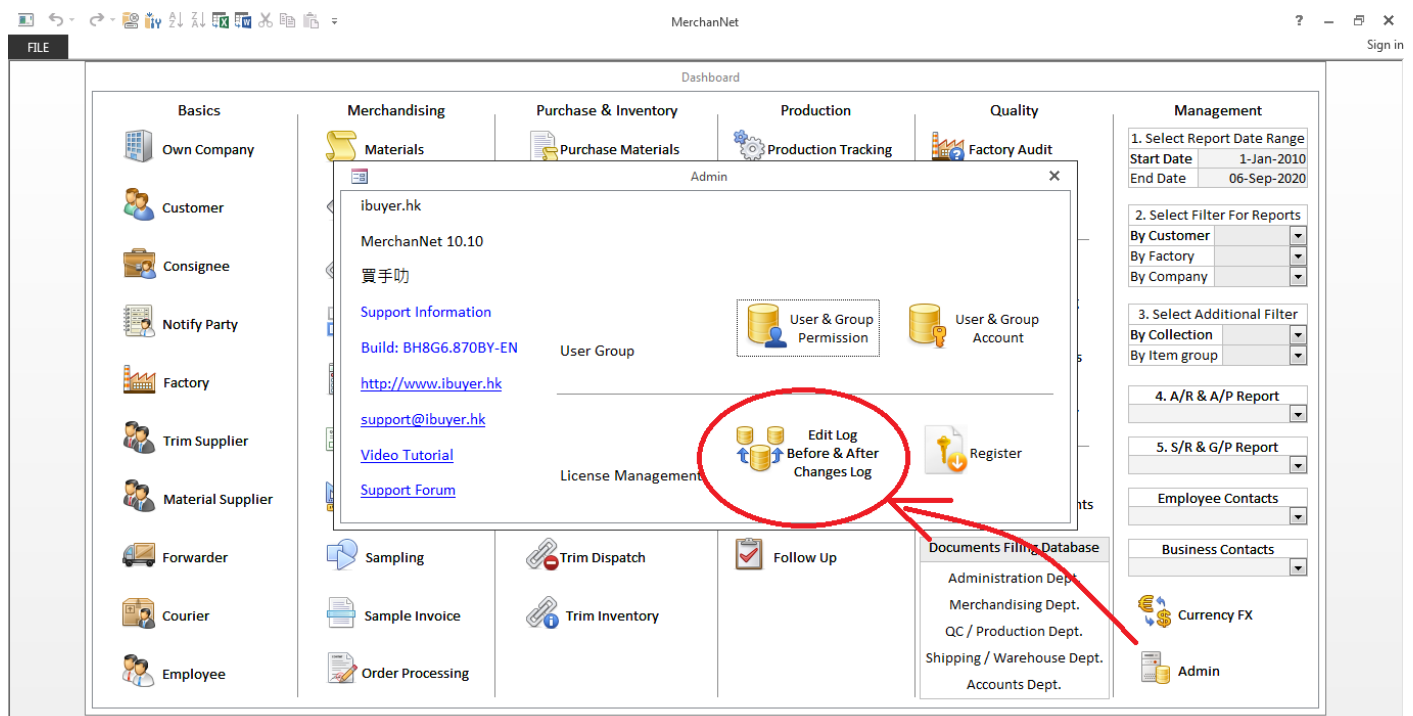 MerchanNet
?
FILE
Sign in
Dashboard
Basics
Own Company
Customer
Consignee
Notify Party
Factory
Trim Supplier
Material Supplier
Forwarder
Courier
Employee
Merchandising
Materials
Sampling
Sample Invoice
Order Processing
Purchase & Inventory
Purchase Materials
Trim Dispatch
Trim Inventory
Production
Production Tracking
Follow Up
Quality
Factory Audit
Documents Filing Database
Administration Dept.
Merchandising Dept.
QC / Production Dept.
Shipping / Warehouse Dept.
Accounts Dept.
Admin
ibuyer.hk
MerchanNet 10.10
買手叻
Support Information
Build: BH8G6.870BY-EN
http://www.ibuyer.hk
support@ibuyer.hk
Video Tutorial
Support Forum
User Group
User & Group
Permission
User & Group
Account
License Management
Edit Log
Before & After
Changes Log
Register
Management
1. Select Report Date Range
Start Date 1-Jan-2010
End Date 06-Sep-2020
2. Select Filter For Reports
By Customer
By Factory
By Company
3. Select Additional Filter
By Collection
By Item group
4. A/R & A/P Report
5. S/R & G/P Report
Employee Contacts
Business Contacts
Currency FX
Admin